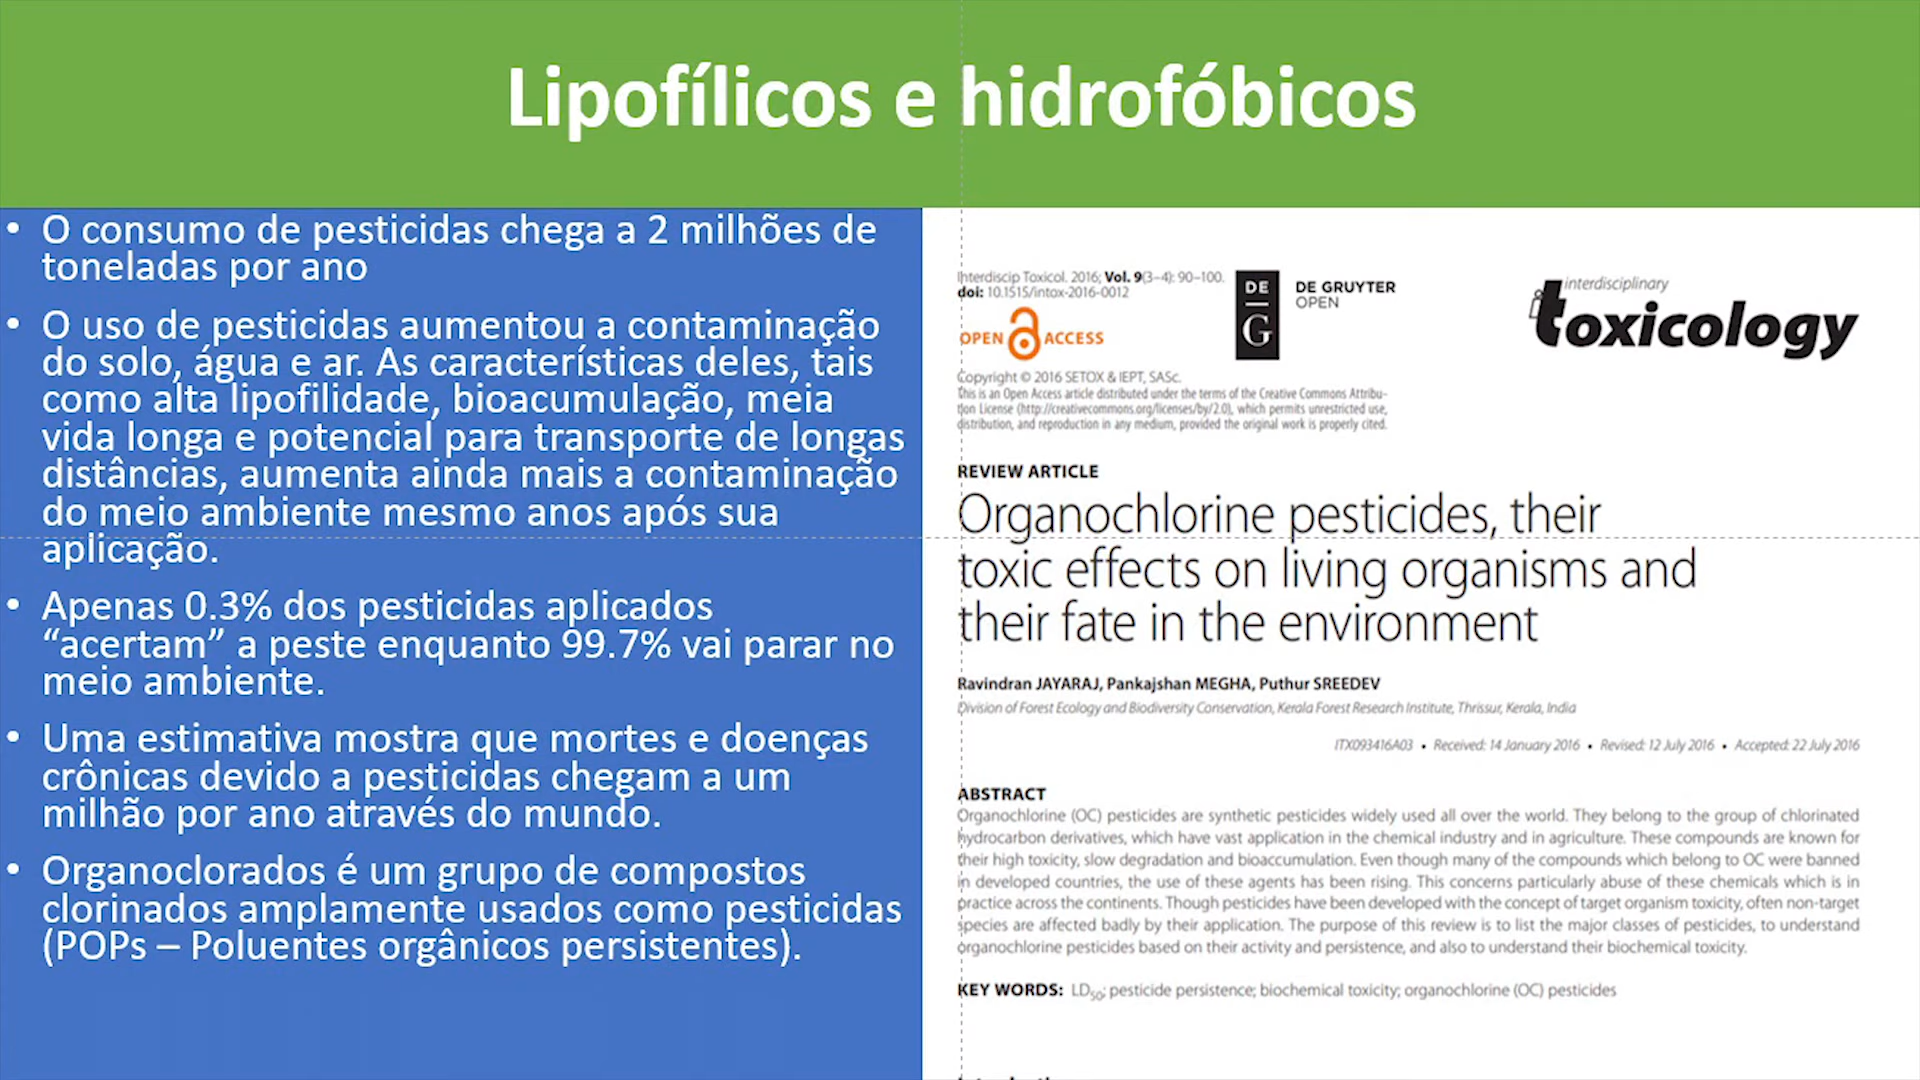 Lipofílicos e hidrofóbicos
• O consumo de pesticidas chega a 2 milhões de
toneladas por ano
• O uso de pesticidas aumentou a contaminação
do solo, água e ar. As características deles, tais
como alta lipofilidade, bioacumulação, meia
vida longa e potencial para transporte de longas
distâncias, aumenta ainda mais a contaminação
do meio ambiente mesmo anos após sua
aplicação.
• Apenas 0.3% dos pesticidas aplicados
“acertam” a peste enquanto 99.7% vai parar no
meio ambiente.
• Uma estimativa mostra que mortes e doenças
crônicas devido a pesticidas chegam a um
milhão por ano através do mundo.
• Organoclorados é um grupo de compostos
clorinados amplamente usados como pesticidas
(POPs – Poluentes orgânicos persistentes).
Interdiscip Toxicol. 2016; Vol. 9(3–4): 90–100.
doi: 10.1515/intox-2016-0012
OPEN ACCESS
DE
G
DE GRUYTER
OPEN
interdisciplinary
toxicology
Copyright © 2016 SETOX & IEPT, SASc.
This is an Open Access article distributed under the terms of the Creative Commons Attribu-
tion License (http://creativecommons.org/licenses/by/2.0), which permits unrestricted use,
distribution, and reproduction in any medium, provided the original work is properly cited.
REVIEW ARTICLE
Organochlorine pesticides, their
toxic effects on living organisms and
their fate in the environment
Ravindran JAYARAJ, Pankajshan MEGHA, Puthur SREEDEV
Division of Forest Ecology and Biodiversity Conservation, Kerala Forest Research Institute, Thrissur, Kerala, India
ITX093416A03 • Received: 14 January 2016 • Revised: 12 July 2016 • Accepted: 22 July 2016
ABSTRACT
Organochlorine (OC) pesticides are synthetic pesticides widely used all over the world. They belong to the group of chlorinated
hydrocarbon derivatives, which have vast application in the chemical industry and in agriculture. These compounds are known for
their high toxicity, slow degradation and bioaccumulation. Even though many of the compounds which belong to OC were banned
in developed countries, the use of these agents has been rising. This concerns particularly abuse of these chemicals which is in
practice across the continents. Though pesticides have been developed with the concept of target organism toxicity, often non-target
species are affected badly by their application. The purpose of this review is to list the major classes of pesticides, to understand
organochlorine pesticides based on their activity and persistence, and also to understand their biochemical toxicity.
KEY WORDS: LD50; pesticide persistence; biochemical toxicity; organochlorine (OC) pesticides